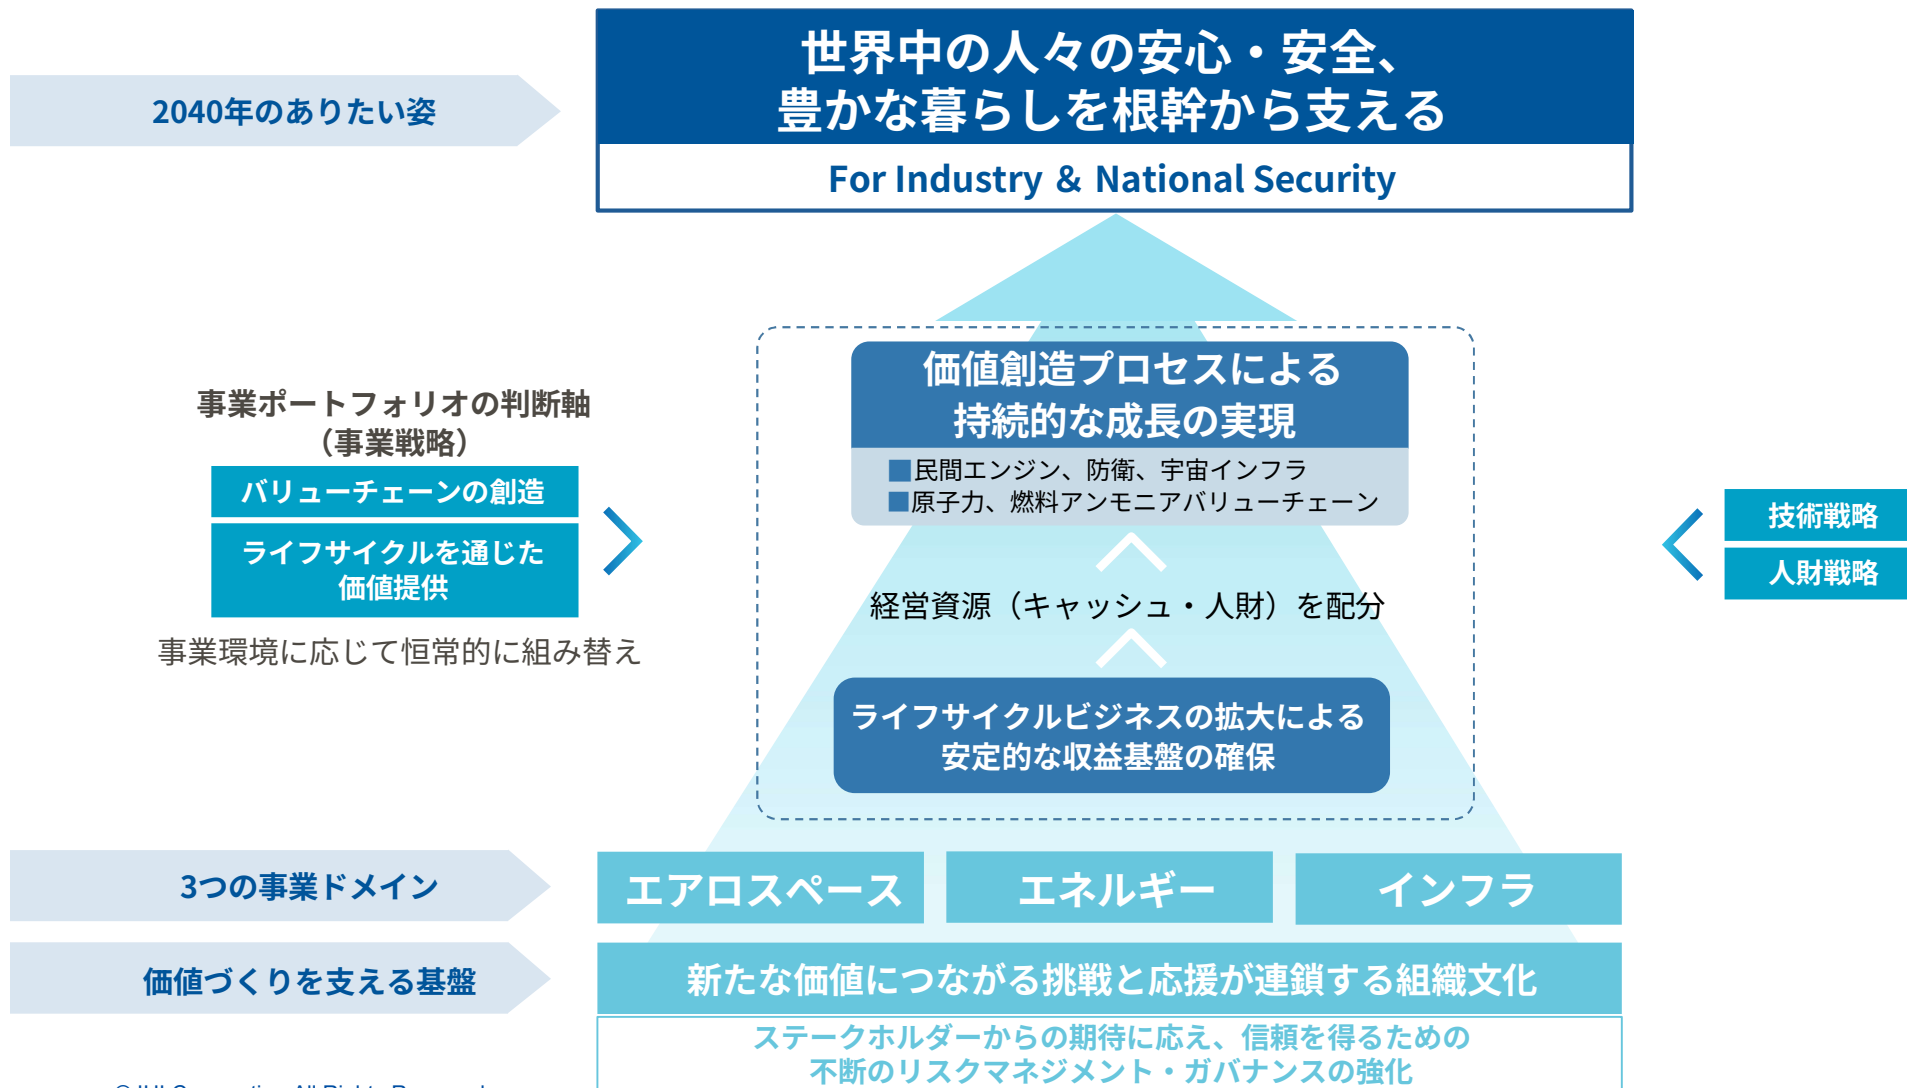 2040年のありたい姿
世界中の人々の安心・安全、
豊かな暮らしを根幹から支える
For Industry & National Security
事業ポートフォリオの判断軸
（事業戦略）
バリューチェーンの創造
ライフサイクルを通じた
価値提供
事業環境に応じて恒常的に組み替え
価値創造プロセスによる
持続的な成長の実現
■民間エンジン、防衛、宇宙インフラ
■原子力、燃料アンモニアバリューチェーン
経営資源（キャッシュ・人財）を配分
ライフサイクルビジネスの拡大による
安定的な収益基盤の確保
技術戦略
人財戦略
3つの事業ドメイン
エアロスペース
エネルギー
インフラ
価値づくりを支える基盤
新たな価値につながる挑戦と応援が連鎖する組織文化
ステークホルダーからの期待に応え、信頼を得るための
不断のリスクマネジメント・ガバナンスの強化